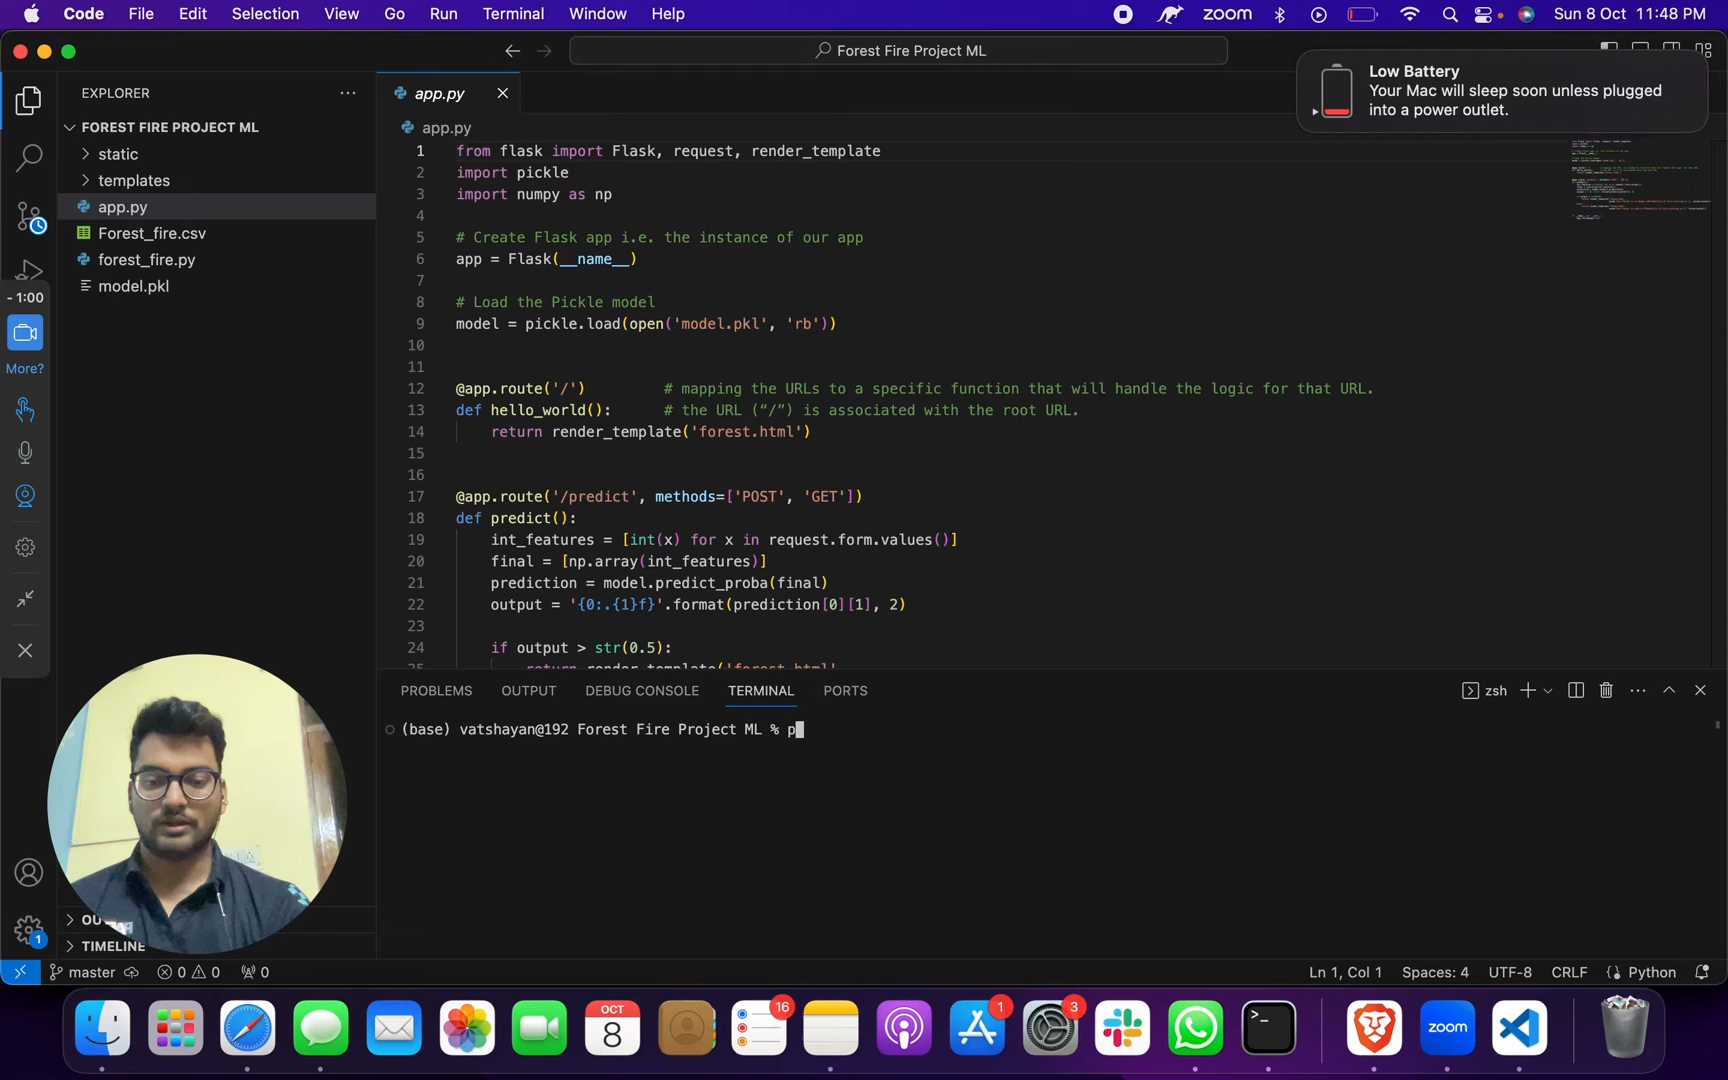 Code File Edit Selection View Go Run Terminal Window Help
zoom
Sun 8 Oct 11:48 PM
Forest Fire Project ML
Low Battery
Your Mac will sleep soon unless plugged
into a power outlet.
EXPLORER
FOREST FIRE PROJECT ML
static
templates
app.py
Forest_fire.csv
forest_fire.py
model.pkl
- 1:00
More?
app.py
app.py
1 from flask import Flask, request, render_template
2 import pickle
3 import numpy as np
4
5 # Create Flask app i.e. the instance of our app
6 app = Flask(__name__)
7
8 # Load the Pickle model
9 model = pickle.load(open('model.pkl', 'rb'))
10
11
12 @app.route('/') # mapping the URLs to a specific function that will handle the logic for that URL.
13 def hello_world(): # the URL (“/”) is associated with the root URL.
14 return render_template('forest.html')
15
16
17 @app.route('/predict', methods=['POST', 'GET'])
18 def predict():
19 int_features = [int(x) for x in request.form.values()]
20 final = [np.array(int_features)]
21 prediction = model.predict_proba(final)
22 output = '{0:.{1}f}'.format(prediction[0][1], 2)
23
24 if output > str(0.5):
25 return render_template('forest.html'
PROBLEMS OUTPUT DEBUG CONSOLE TERMINAL PORTS
zsh
(base) vatshayan@192 Forest Fire Project ML % p
OU
TIMELINE
1
master 0 0 0
Ln 1, Col 1 Spaces: 4 UTF-8 CRLF Python
OCT
8
16
1
3
zoom